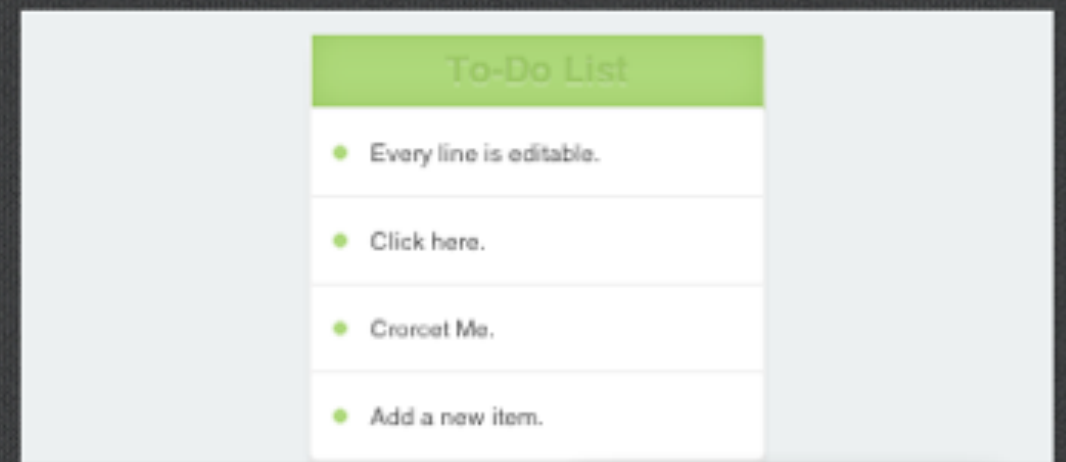 To-Do List
Every line is editable.
Click here.
Crorcet Me.
Add a new item.